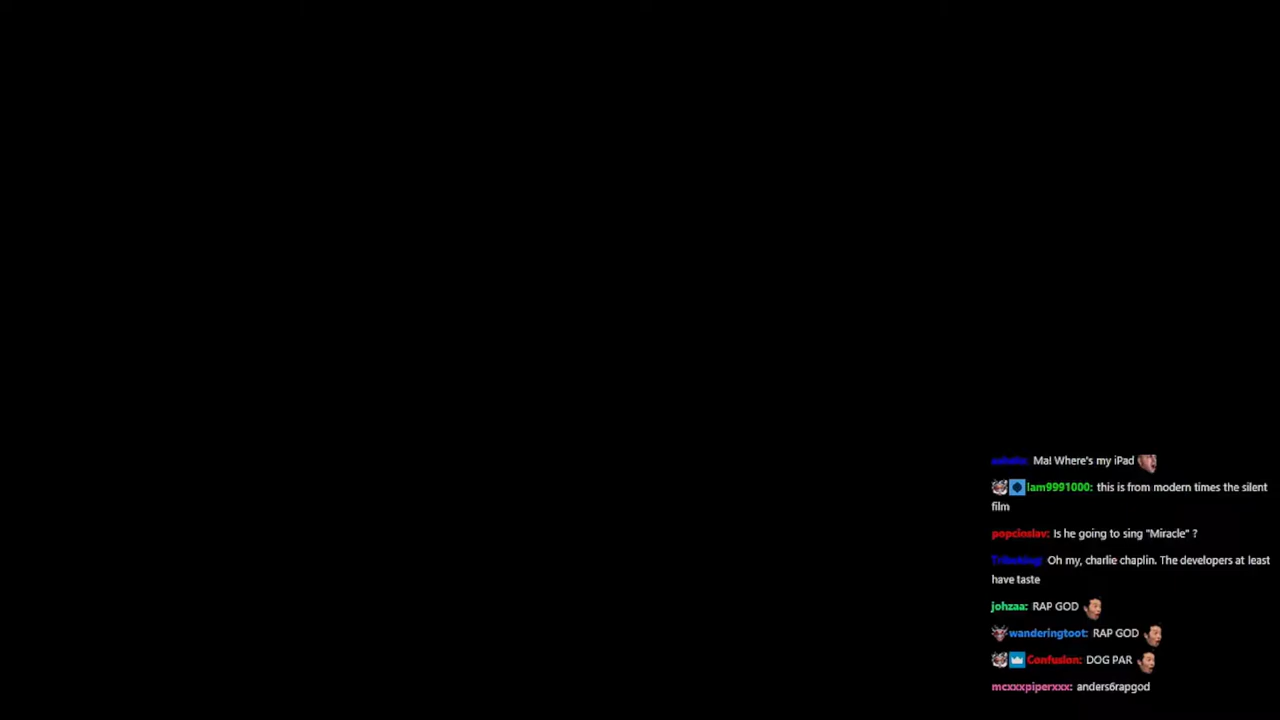 Ma! Where's my iPad
lam9991000: this is from modern times the silent
film
popcioslav: Is he going to sing "Miracle" ?
Oh my, charlie chaplin. The developers at least
have taste
johzaa: RAP GOD
wanderingtoot: RAP GOD
Confusion: DOG PAR
mcxxxpiperxxx: anders6rapgod